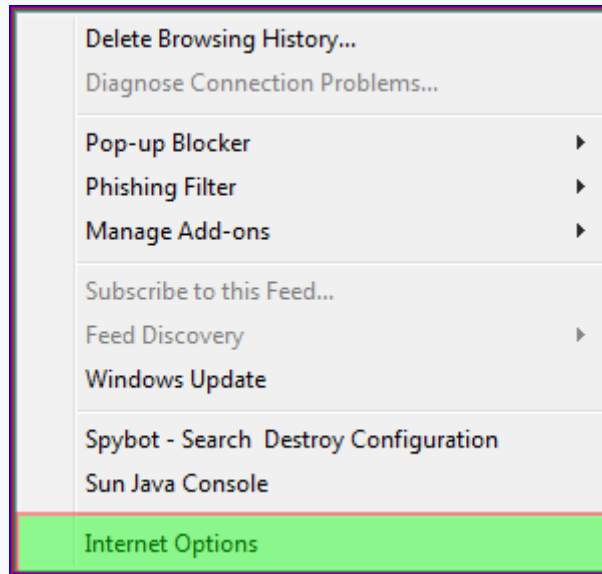 Delete Browsing History...
Diagnose Connection Problems...
Pop-up Blocker
Phishing Filter
Manage Add-ons
Subscribe to this Feed...
Feed Discovery
Windows Update
Spybot - Search  Destroy Configuration
Sun Java Console
Internet Options